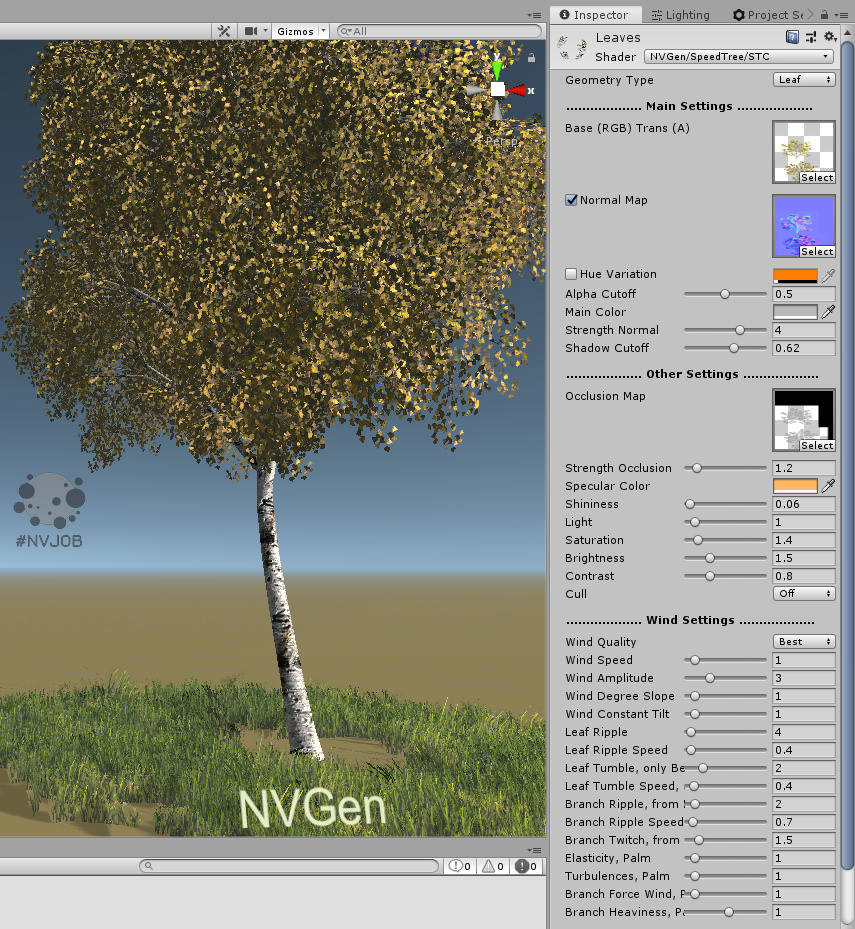 Inspector
Lighting
Project Se
Gizmos
All
Leaves
Shader NVGen/SpeedTree/STC
Geometry Type Leaf
Main Settings
Base (RGB) Trans (A)
Select
Normal Map
Select
Hue Variation
Alpha Cutoff 0.5
Main Color
Strength Normal 4
Shadow Cutoff 0.62
Other Settings
Occlusion Map
Select
Strength Occlusion 1.2
Specular Color
Shininess 0.06
Light 1
Saturation 1.4
Brightness 1.5
Contrast 0.8
Cull Off
Wind Settings
Wind Quality Best
Wind Speed 1
Wind Amplitude 3
Wind Degree Slope 1
Wind Constant Tilt 1
Leaf Ripple 4
Leaf Ripple Speed 0.4
Leaf Tumble, only Be 2
Leaf Tumble Speed, 0.4
Branch Ripple, from 2
Branch Ripple Speed 0.7
Branch Twitch, from 1.5
Elasticity, Palm 1
Turbulences, Palm 1
Branch Force Wind, P 1
Branch Heaviness, Pa 1
y
x
Persp
#NVJOB
NVGen
0 0 0